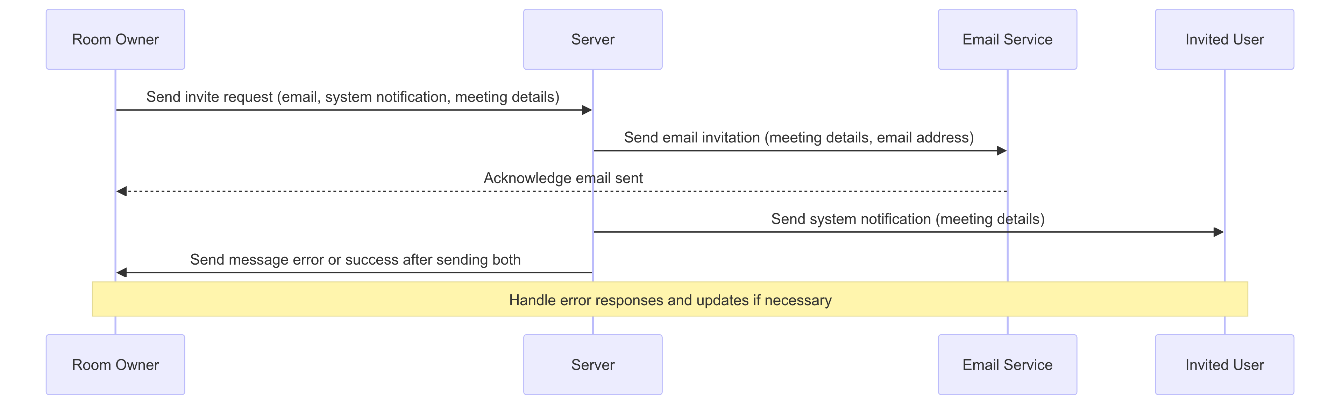 Room Owner
Server
Email Service
Invited User
Send invite request (email, system notification, meeting details)
Send email invitation (meeting details, email address)
Acknowledge email sent
Send system notification (meeting details)
Send message error or success after sending both
Handle error responses and updates if necessary
Room Owner
Server
Email Service
Invited User